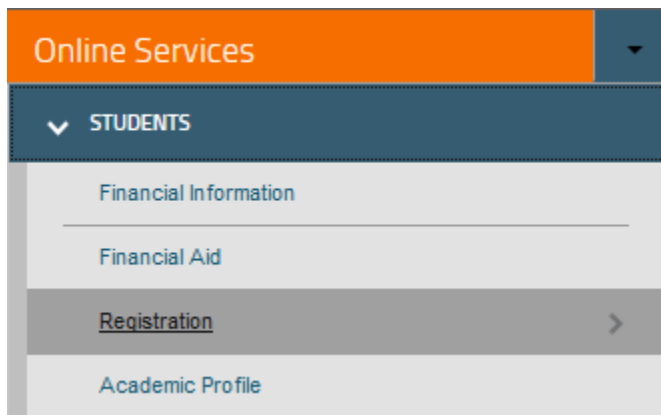 Online Services
STUDENTS
Financial Information
Financial Aid
Registration
Academic Profile